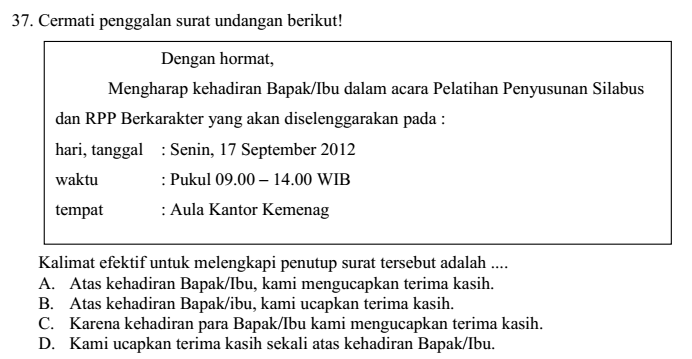 37. Cermati penggalan surat undangan berikut!
Dengan hormat,
Mengharap kehadiran Bapak/Ibu dalam acara Pelatihan Penyusunan Silabus
dan RPP Berkarakter yang akan diselenggarakan pada :
hari, tanggal : Senin, 17 September 2012
waktu : Pukul 09.00 – 14.00 WIB
tempat : Aula Kantor Kemenag
Kalimat efektif untuk melengkapi penutup surat tersebut adalah ....
A. Atas kehadiran Bapak/Ibu, kami mengucapkan terima kasih.
B. Atas kehadiran Bapak/ibu, kami ucapkan terima kasih.
C. Karena kehadiran para Bapak/Ibu kami mengucapkan terima kasih.
D. Kami ucapkan terima kasih sekali atas kehadiran Bapak/Ibu.